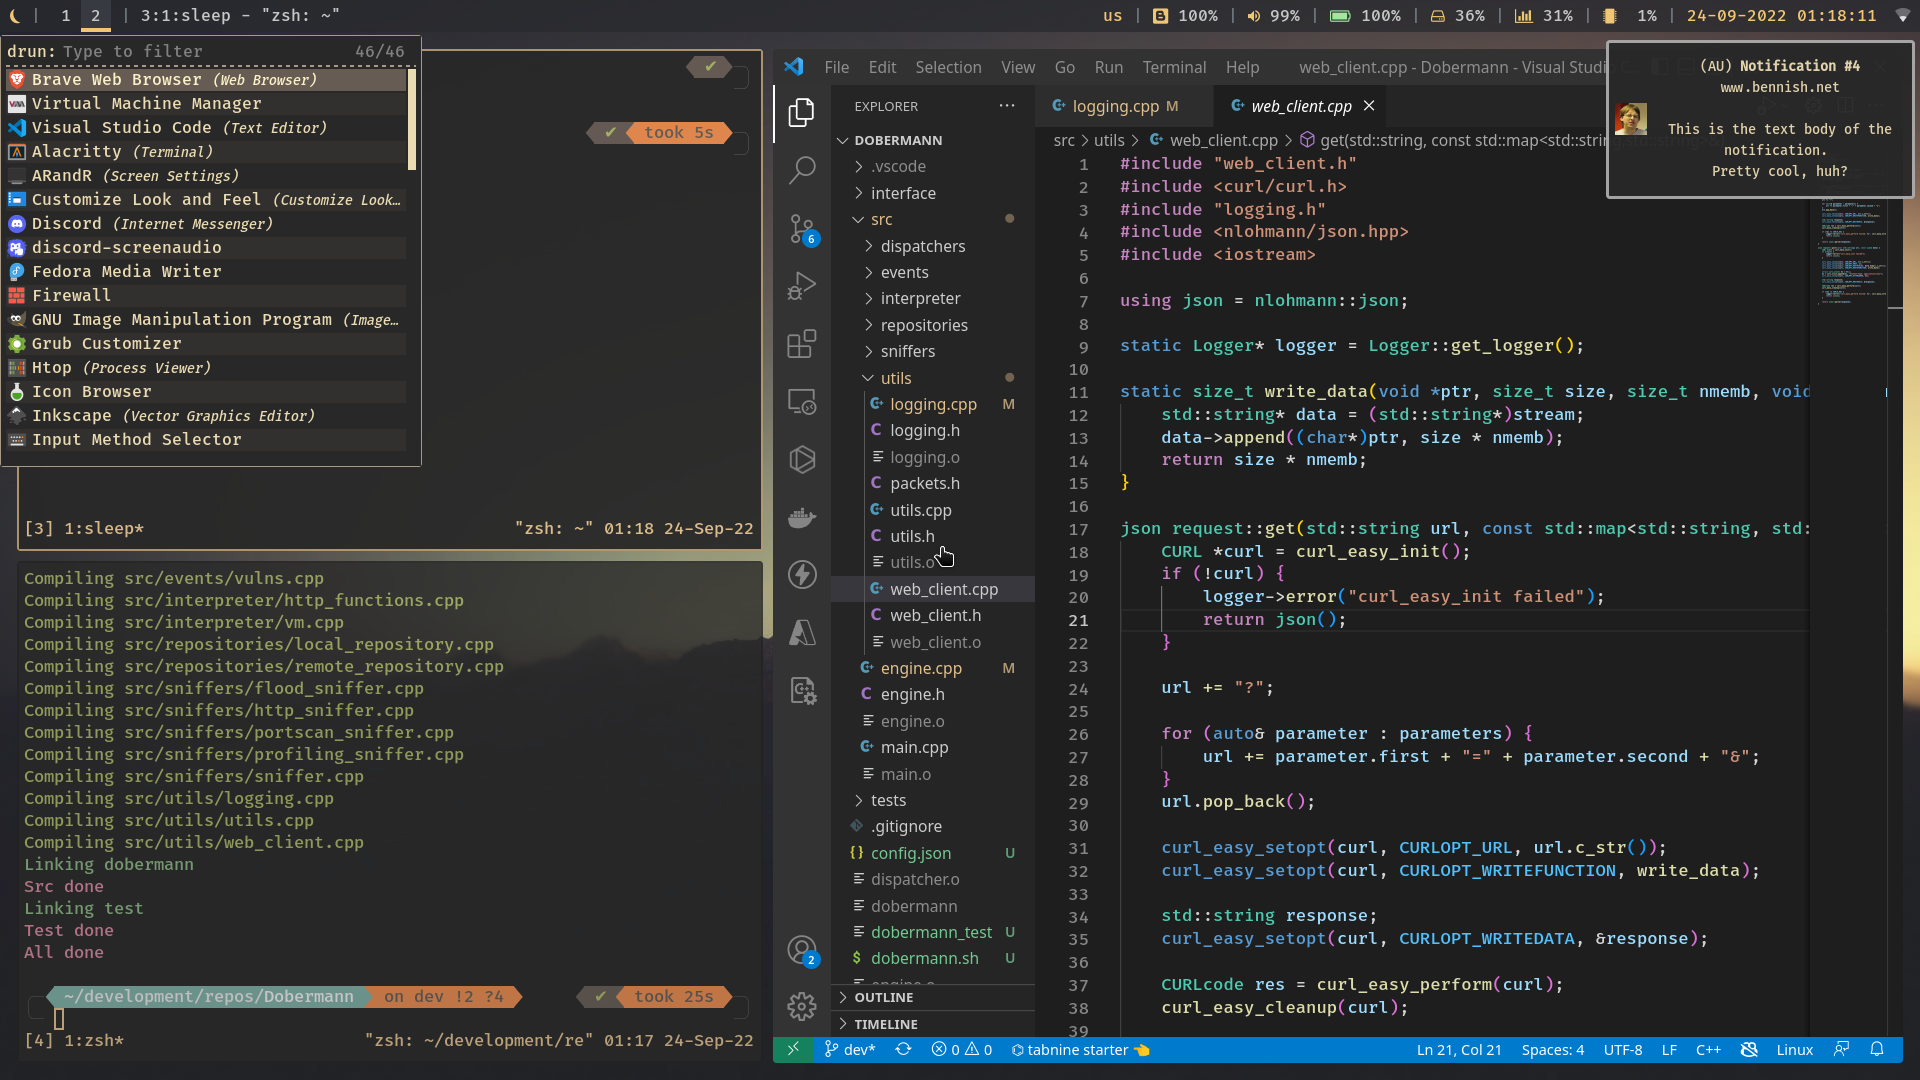 1 2 3:1:sleep - "zsh: ~"
us 100% 99% 100% 36% 31% 1% 24-09-2022 01:18:11
drun: Type to filter 46/46
Brave Web Browser (Web Browser)
Virtual Machine Manager
Visual Studio Code (Text Editor)
Alacritty (Terminal)
ARandR (Screen Settings)
Customize Look and Feel (Customize Look…
Discord (Internet Messenger)
discord-screenaudio
Fedora Media Writer
Firewall
GNU Image Manipulation Program (Image…
Grub Customizer
Htop (Process Viewer)
Icon Browser
Inkscape (Vector Graphics Editor)
Input Method Selector
✔
✔ took 5s
[3] 1:sleep* "zsh: ~" 01:18 24-Sep-22
Compiling src/events/vulns.cpp
Compiling src/interpreter/http_functions.cpp
Compiling src/interpreter/vm.cpp
Compiling src/repositories/local_repository.cpp
Compiling src/repositories/remote_repository.cpp
Compiling src/sniffers/flood_sniffer.cpp
Compiling src/sniffers/http_sniffer.cpp
Compiling src/sniffers/portscan_sniffer.cpp
Compiling src/sniffers/profiling_sniffer.cpp
Compiling src/sniffers/sniffer.cpp
Compiling src/utils/logging.cpp
Compiling src/utils/utils.cpp
Compiling src/utils/web_client.cpp
Linking dobermann
Src done
Linking test
Test done
All done
~/development/repos/Dobermann on dev !2 ?4 ✔ took 25s
[4] 1:zsh* "zsh: ~/development/re" 01:17 24-Sep-22
File Edit Selection View Go Run Terminal Help web_client.cpp - Dobermann - Visual Studi
(AU) Notification #4
www.bennish.net
This is the text body of the
notification.
Pretty cool, huh?
EXPLORER ···
DOBERMANN
.vscode
interface
src
dispatchers
events
interpreter
repositories
sniffers
utils
logging.cpp M
logging.h
logging.o
packets.h
utils.cpp
utils.h
utils.o
web_client.cpp
web_client.h
web_client.o
engine.cpp M
engine.h
engine.o
main.cpp
main.o
tests
.gitignore
config.json U
dispatcher.o
dobermann
dobermann_test U
dobermann.sh U
engine.o
OUTLINE
TIMELINE
6
2
logging.cpp M web_client.cpp
src > utils > web_client.cpp > get(std::string, const std::map<std::string, std::string>
1 #include "web_client.h"
2 #include <curl/curl.h>
3 #include "logging.h"
4 #include <nlohmann/json.hpp>
5 #include <iostream>
6
7 using json = nlohmann::json;
8
9 static Logger* logger = Logger::get_logger();
10
11 static size_t write_data(void *ptr, size_t size, size_t nmemb, void
12 std::string* data = (std::string*)stream;
13 data->append((char*)ptr, size * nmemb);
14 return size * nmemb;
15 }
16
17 json request::get(std::string url, const std::map<std::string, std:
18 CURL *curl = curl_easy_init();
19 if (!curl) {
20 logger->error("curl_easy_init failed");
21 return json();
22 }
23
24 url += "?";
25
26 for (auto& parameter : parameters) {
27 url += parameter.first + "=" + parameter.second + "&";
28 }
29 url.pop_back();
30
31 curl_easy_setopt(curl, CURLOPT_URL, url.c_str());
32 curl_easy_setopt(curl, CURLOPT_WRITEFUNCTION, write_data);
33
34 std::string response;
35 curl_easy_setopt(curl, CURLOPT_WRITEDATA, &response);
36
37 CURLcode res = curl_easy_perform(curl);
38 curl_easy_cleanup(curl);
39
dev* 0 0 tabnine starter 👈 Ln 21, Col 21 Spaces: 4 UTF-8 LF C++ Linux